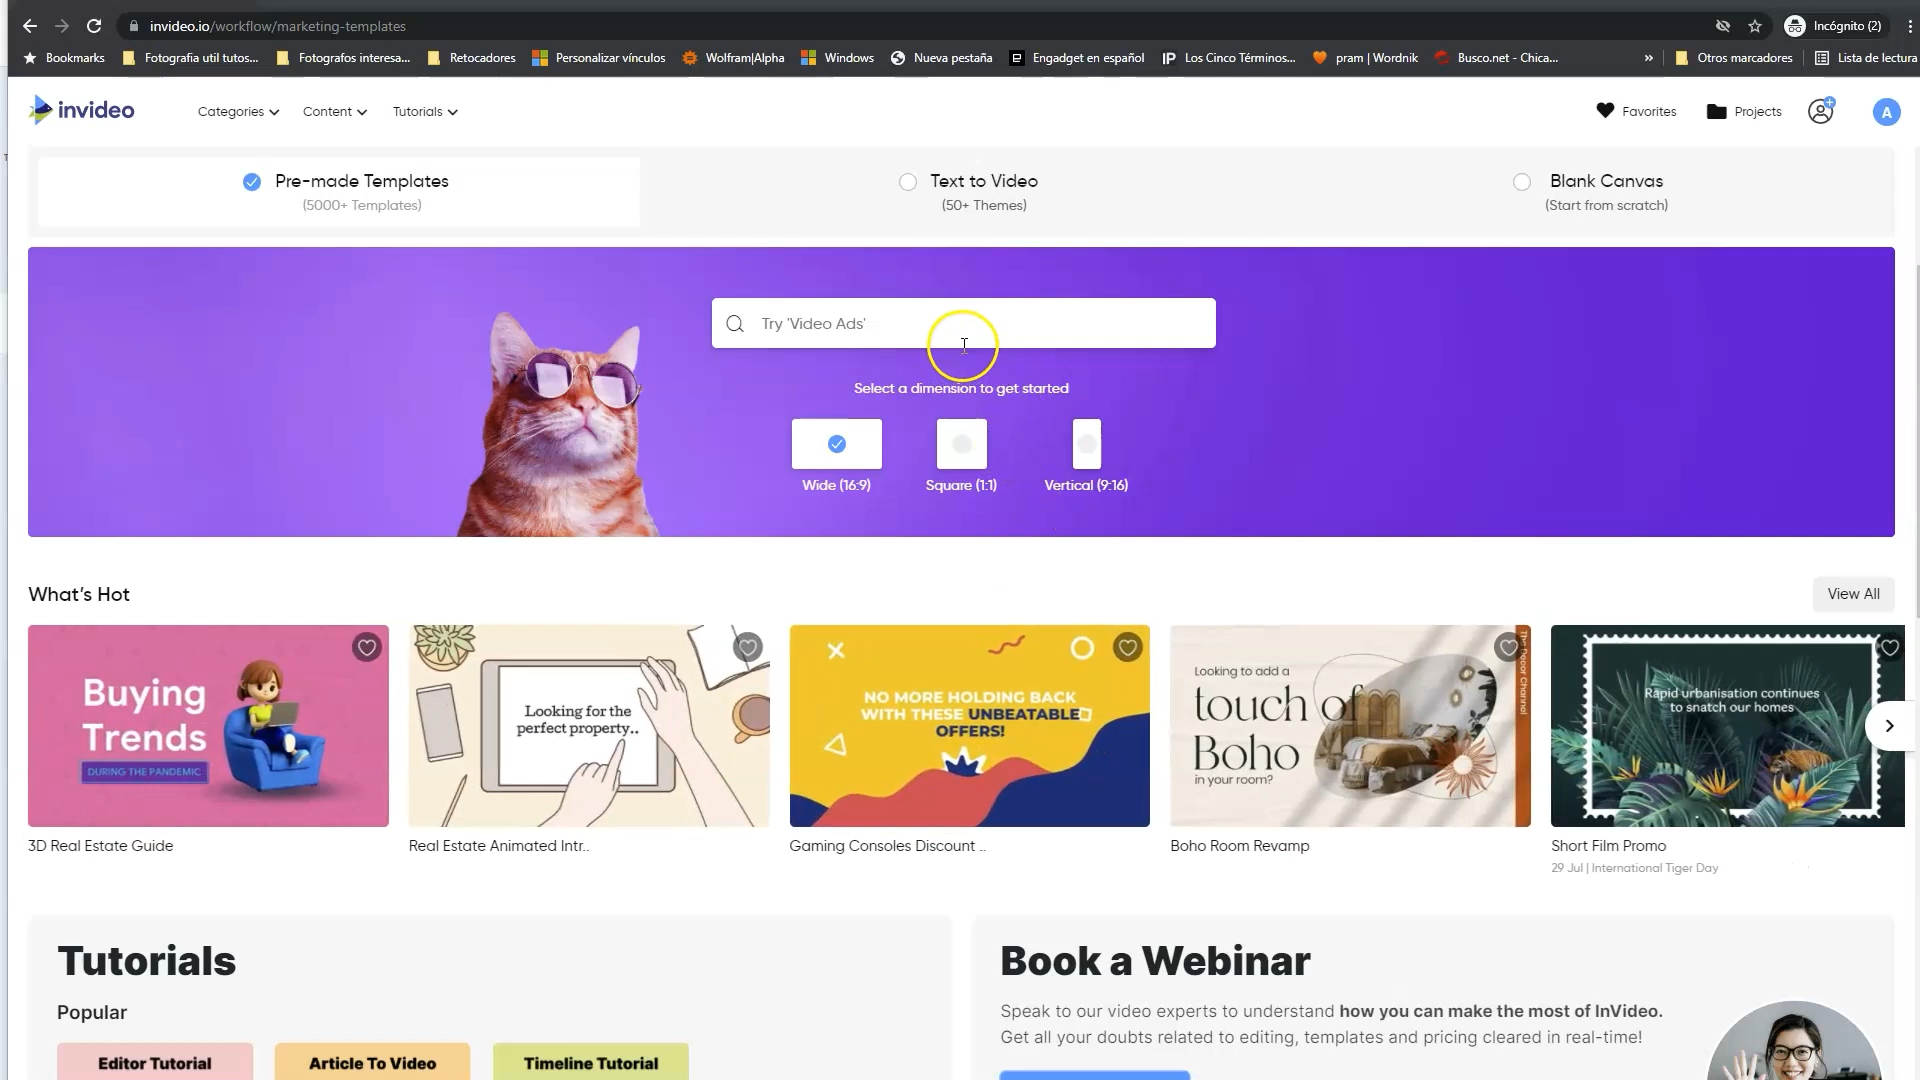 invideo.io/workflow/marketing-templates
Incógnito (2)
Bookmarks
Fotografia util tutos...
Fotografos interesa...
Retocadores
Personalizar vínculos
Wolfram|Alpha
Windows
Nueva pestaña
Engadget en español
IP Los Cinco Términos...
pram | Wordnik
Busco.net - Chica...
»
Otros marcadores
Lista de lectura
invideo
Categories
Content
Tutorials
Favorites
Projects
A
Pre-made Templates
(5000+ Templates)
Text to Video
(50+ Themes)
Blank Canvas
(Start from scratch)
Try 'Video Ads'
Select a dimension to get started
Wide (16:9)
Square (1:1)
Vertical (9:16)
What's Hot
View All
Buying
Trends
DURING THE PANDEMIC
Looking for the
perfect property..
NO MORE HOLDING BACK
WITH THESE UNBEATABLE
OFFERS!
Looking to add a
touch of
Boho
in your room?
The Decor Channel
Rapid urbanisation continues
to snatch our homes
3D Real Estate Guide
Real Estate Animated Intr..
Gaming Consoles Discount ..
Boho Room Revamp
Short Film Promo
29 Jul | International Tiger Day
Tutorials
Popular
Editor Tutorial
Article To Video
Timeline Tutorial
Book a Webinar
Speak to our video experts to understand how you can make the most of InVideo.
Get all your doubts related to editing, templates and pricing cleared in real-time!